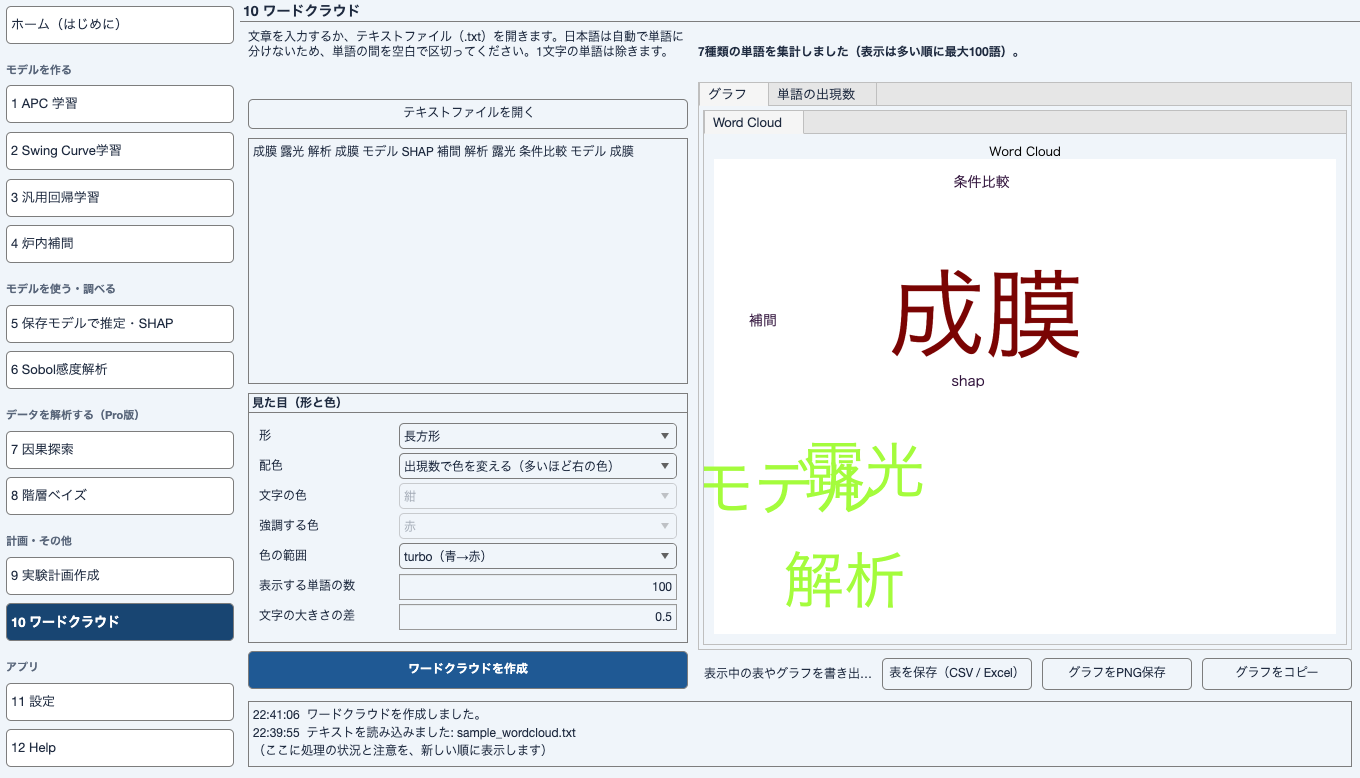 ホーム（はじめに）
モデルを作る
1 APC 学習
2 Swing Curve学習
3 汎用回帰学習
4 炉内補間
モデルを使う・調べる
5 保存モデルで推定・SHAP
6 Sobol感度解析
データを解析する（Pro版）
7 因果探索
8 階層ベイズ
計画・その他
9 実験計画作成
10 ワードクラウド
アプリ
11 設定
12 Help
10 ワードクラウド
文章を入力するか、テキストファイル（.txt）を開きます。日本語は自動で単語に
分けないため、単語の間を空白で区切ってください。1文字の単語は除きます。
テキストファイルを開く
成膜 露光 解析 成膜 モデル SHAP 補間 解析 露光 条件比較 モデル 成膜
見た目（形と色）
形
長方形
配色
出現数で色を変える（多いほど右の色）
文字の色
紺
強調する色
赤
色の範囲
turbo（青→赤）
表示する単語の数
100
文字の大きさの差
0.5
ワードクラウドを作成
7種類の単語を集計しました（表示は多い順に最大100語）。
グラフ
単語の出現数
Word Cloud
Word Cloud
条件比較
成膜
補間
shap
露光
モデル
解析
表示中の表やグラフを書き出…
表を保存（CSV / Excel）
グラフをPNG保存
グラフをコピー
22:41:06 ワードクラウドを作成しました。
22:39:55 テキストを読み込みました: sample_wordcloud.txt
（ここに処理の状況と注意を、新しい順に表示します）